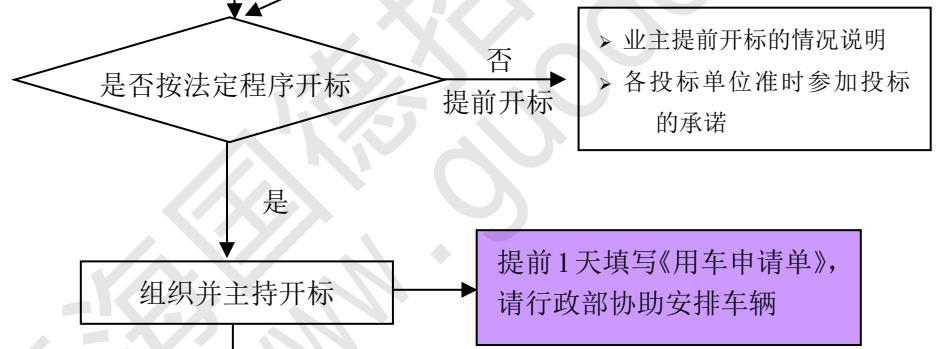 是否按法定程序开标
否
提前开标
➢ 业主提前开标的情况说明
➢ 各投标单位准时参加投标
的承诺
是
组织并主持开标
提前1天填写《用车申请单》,
请行政部协助安排车辆